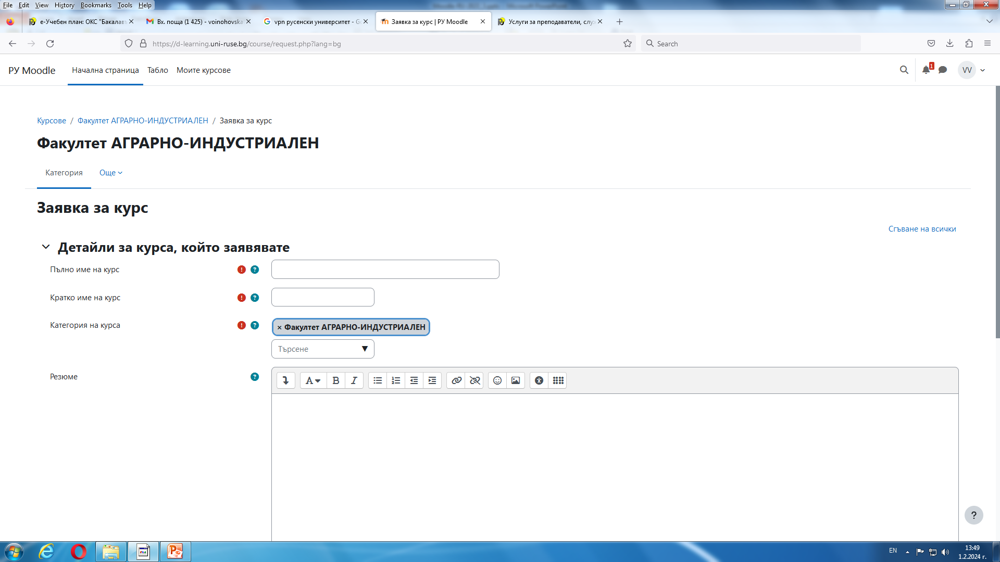 File Edit View History Bookmarks Tools Help
е-Учебен план: ОКС "Бакалавъ
Вх. поща (1 425) - voinohovska
vpn русенски университет - Go
Заявка за курс | РУ Moodle
Услуги за преподаватели, служ
https://d-learning.uni-ruse.bg/course/request.php?lang=bg
Search
РУ Moodle Начална страница Табло Моите курсове
1
VV
Курсове / Факултет АГРАРНО-ИНДУСТРИАЛЕН / Заявка за курс
Факултет АГРАРНО-ИНДУСТРИАЛЕН
Категория Още
Заявка за курс
Сгъване на всички
Детайли за курса, който заявявате
Пълно име на курс
Кратко име на курс
Категория на курса
× Факултет АГРАРНО-ИНДУСТРИАЛЕН
Търсене ▼
Резюме
EN
13:49
1.2.2024 г.